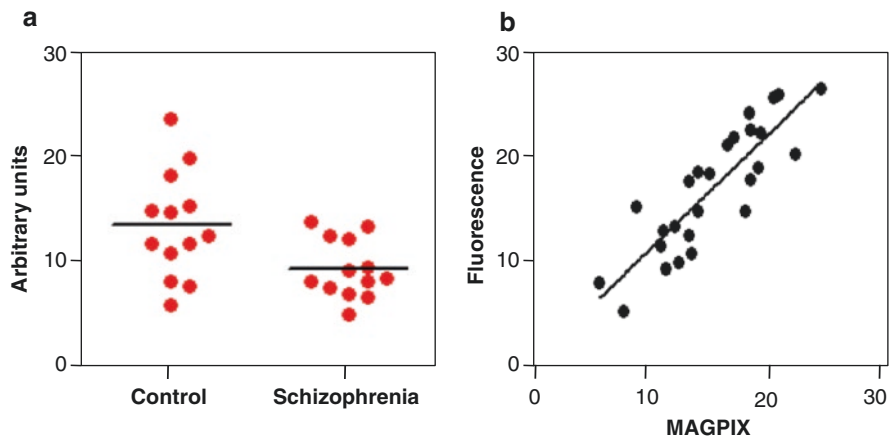 a
30
20
10
0
Arbitrary units
Control Schizophrenia
b
30
20
10
0
Fluorescence
0 10 20 30
MAGPIX